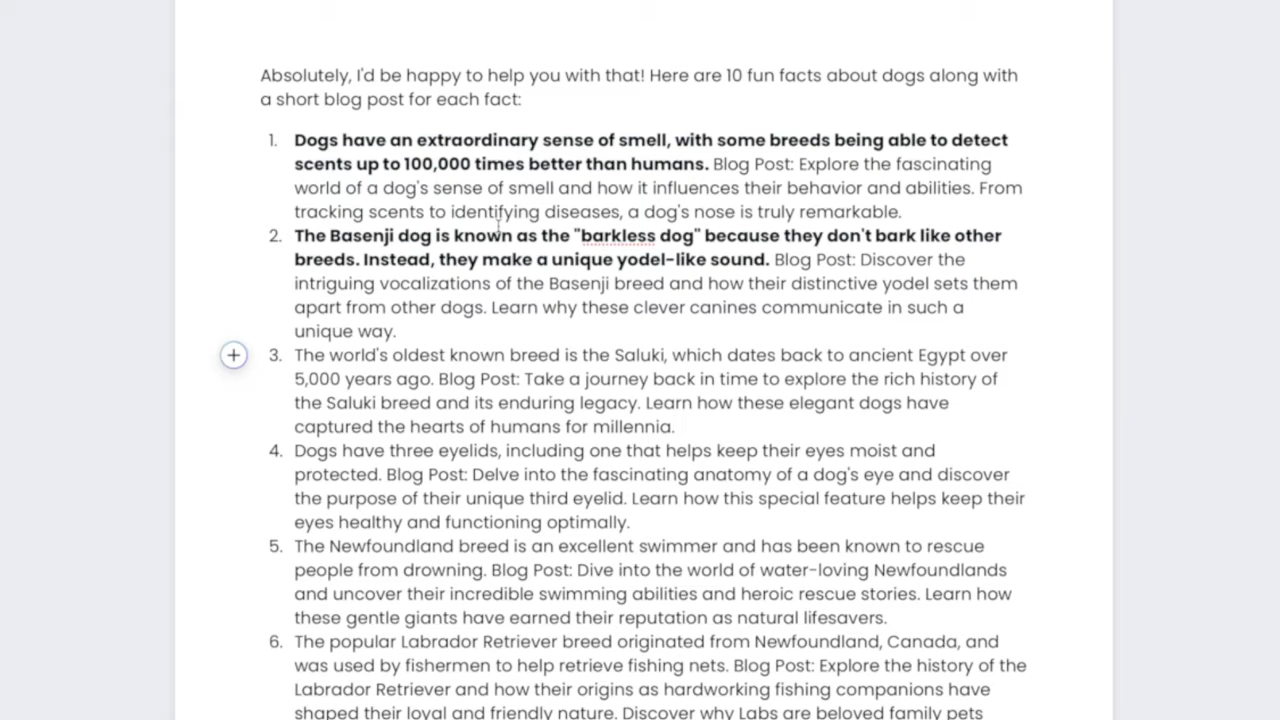 Absolutely, I'd be happy to help you with that! Here are 10 fun facts about dogs along with
a short blog post for each fact:
1. Dogs have an extraordinary sense of smell, with some breeds being able to detect
scents up to 100,000 times better than humans. Blog Post: Explore the fascinating
world of a dog's sense of smell and how it influences their behavior and abilities. From
tracking scents to identifying diseases, a dog's nose is truly remarkable.
2. The Basenji dog is known as the "barkless dog" because they don't bark like other
breeds. Instead, they make a unique yodel-like sound. Blog Post: Discover the
intriguing vocalizations of the Basenji breed and how their distinctive yodel sets them
apart from other dogs. Learn why these clever canines communicate in such a
unique way.
3. The world's oldest known breed is the Saluki, which dates back to ancient Egypt over
5,000 years ago. Blog Post: Take a journey back in time to explore the rich history of
the Saluki breed and its enduring legacy. Learn how these elegant dogs have
captured the hearts of humans for millennia.
4. Dogs have three eyelids, including one that helps keep their eyes moist and
protected. Blog Post: Delve into the fascinating anatomy of a dog's eye and discover
the purpose of their unique third eyelid. Learn how this special feature helps keep their
eyes healthy and functioning optimally.
5. The Newfoundland breed is an excellent swimmer and has been known to rescue
people from drowning. Blog Post: Dive into the world of water-loving Newfoundlands
and uncover their incredible swimming abilities and heroic rescue stories. Learn how
these gentle giants have earned their reputation as natural lifesavers.
6. The popular Labrador Retriever breed originated from Newfoundland, Canada, and
was used by fishermen to help retrieve fishing nets. Blog Post: Explore the history of the
Labrador Retriever and how their origins as hardworking fishing companions have
shaped their loyal and friendly nature. Discover why Labs are beloved family pets